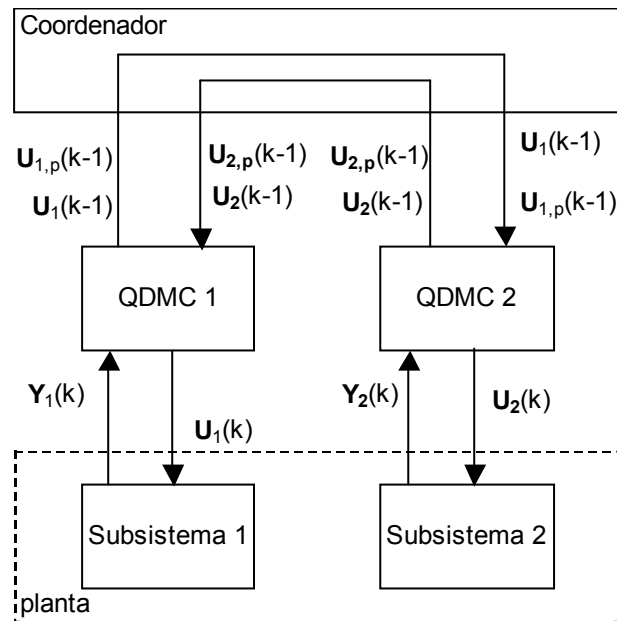 Coordenador
U1,p(k-1)
U1(k-1)
U2,p(k-1)
U2(k-1)
U2,p(k-1)
U2(k-1)
U1(k-1)
U1,p(k-1)
QDMC 1
QDMC 2
Y1(k)
U1(k)
Y2(k)
U2(k)
Subsistema 1
Subsistema 2
planta